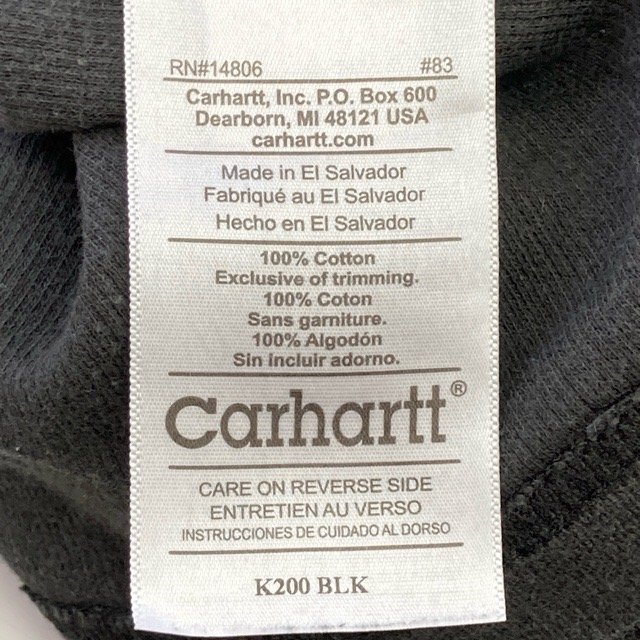 RN#14806 #83
Carhartt, Inc. P.O. Box 600
Dearborn, MI 48121 USA
carhartt.com
Made in El Salvador
Fabriqué au El Salvador
Hecho en El Salvador
100% Cotton
Exclusive of trimming.
100% Coton
Sans garniture.
100% Algodón
Sin incluir adorno.
Carhartt®
CARE ON REVERSE SIDE
ENTRETIEN AU VERSO
INSTRUCCIONES DE CUIDADO AL DORSO
K200 BLK